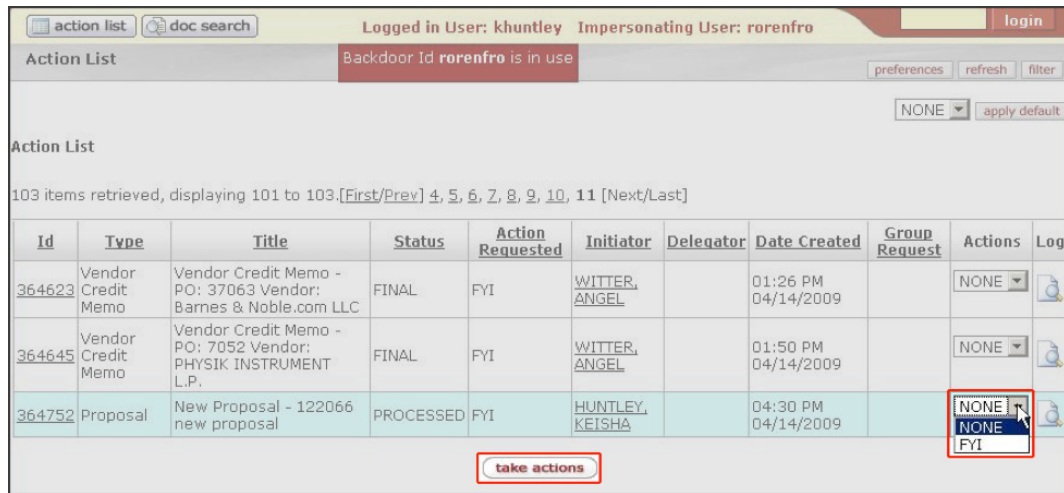 action list doc search Logged in User: khuntley Impersonating User: rorenfro login
Action List Backdoor Id rorenfro is in use preferences refresh filter
NONE apply default
Action List
103 items retrieved, displaying 101 to 103.[First/Prev] 4, 5, 6, 7, 8, 9, 10, 11 [Next/Last]
Id Type Title Status Action Requested Initiator Delegator Date Created Group Request Actions Log
364623 Vendor Credit Memo Vendor Credit Memo - PO: 37063 Vendor: Barnes & Noble.com LLC FINAL FYI WITTER, ANGEL 01:26 PM 04/14/2009 NONE
364645 Vendor Credit Memo Vendor Credit Memo - PO: 7052 Vendor: PHYSIK INSTRUMENT L.P. FINAL FYI WITTER, ANGEL 01:50 PM 04/14/2009 NONE
364752 Proposal New Proposal - 122066 new proposal PROCESSED FYI HUNTLEY, KEISHA 04:30 PM 04/14/2009 NONE
NONE
FYI
take actions